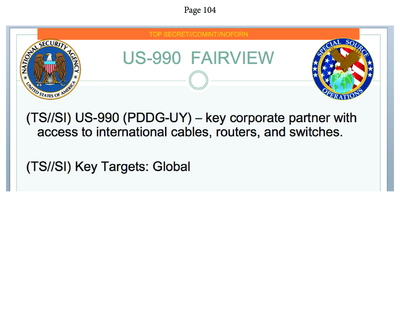 Page 104
TOP SECRET//COMINT//NOFORN
US-990 FAIRVIEW
NATIONAL SECURITY AGENCY
UNITED STATES OF AMERICA
SPECIAL SOURCE
OPERATIONS
(TS//SI) US-990 (PDDG-UY) – key corporate partner with
access to international cables, routers, and switches.
(TS//SI) Key Targets: Global